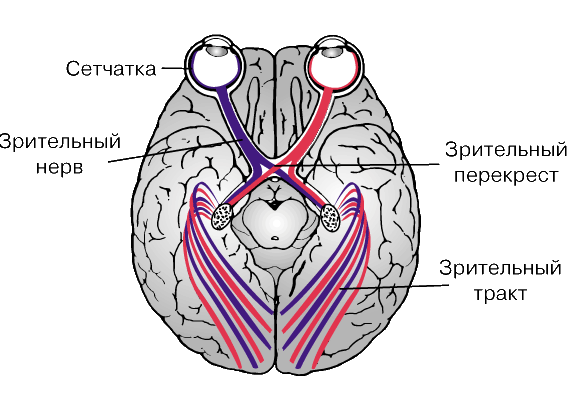 Сетчатка
Зрительный
нерв
Зрительный
перекрест
Зрительный
тракт